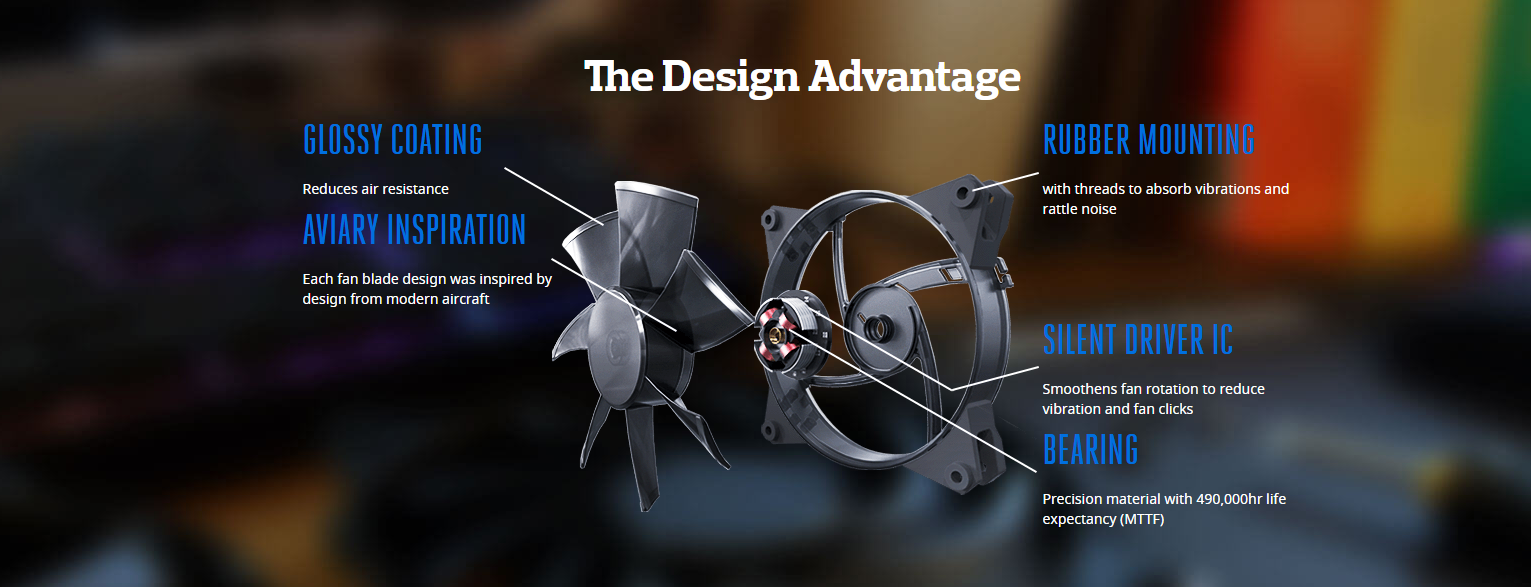 The Design Advantage
GLOSSY COATING
Reduces air resistance
AVIARY INSPIRATION
Each fan blade design was inspired by
design from modern aircraft
RUBBER MOUNTING
with threads to absorb vibrations and
rattle noise
SILENT DRIVER IC
Smoothens fan rotation to reduce
vibration and fan clicks
BEARING
Precision material with 490,000hr life
expectancy (MTTF)